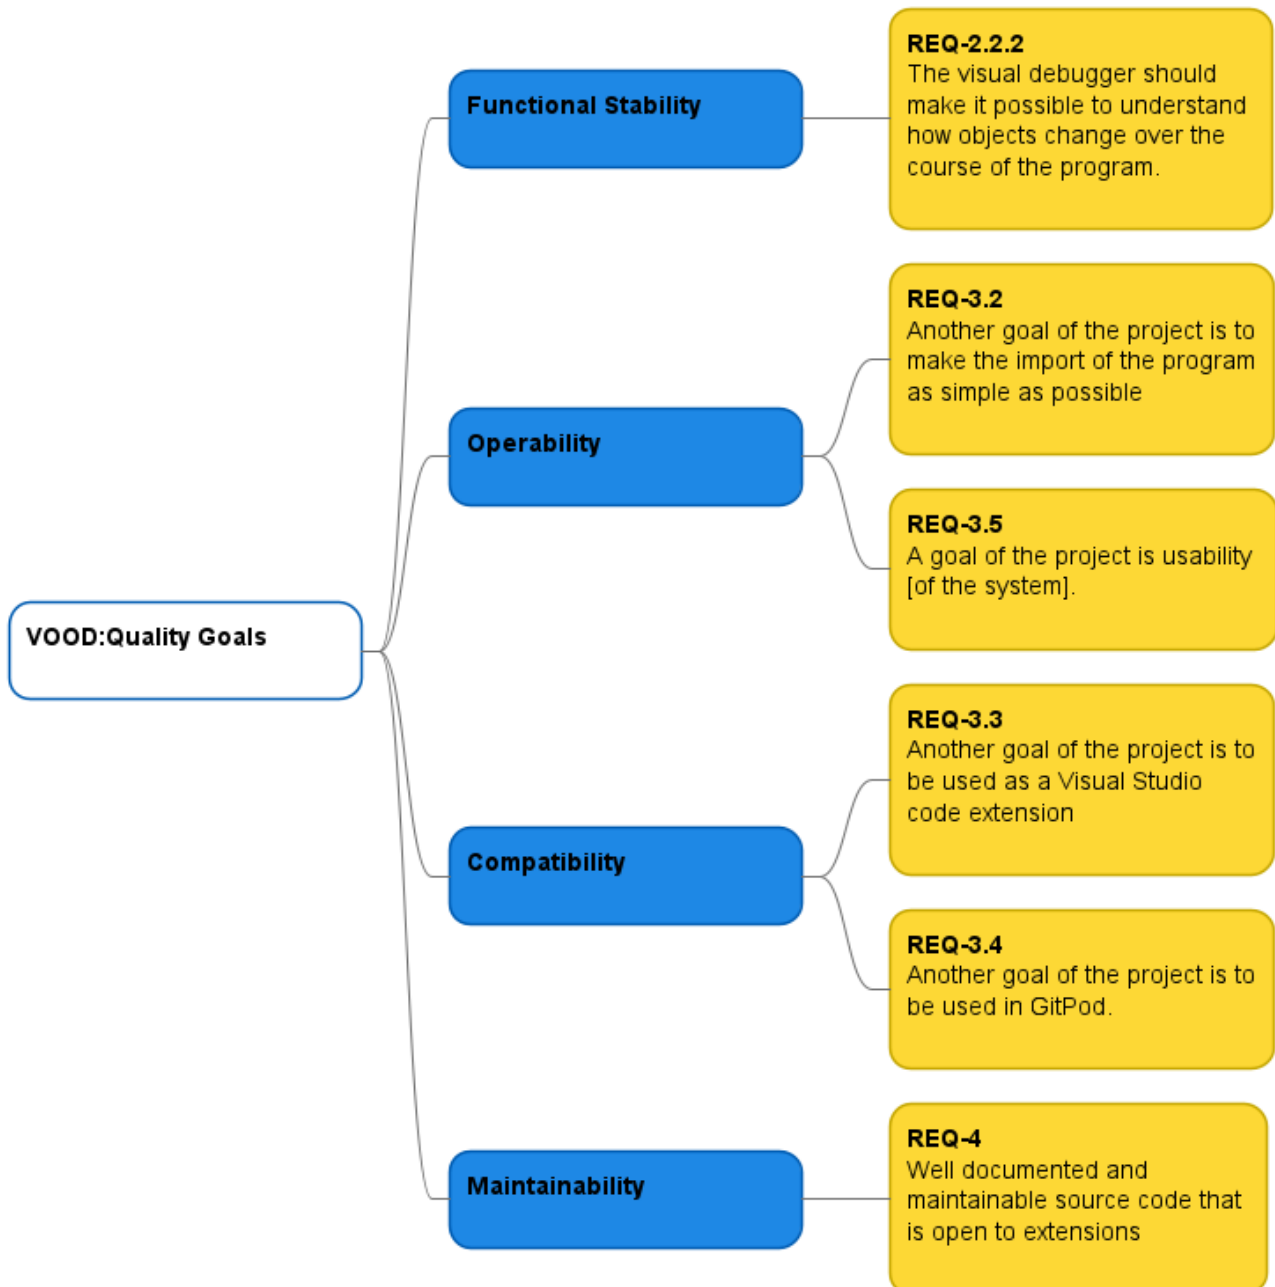 VOOD:Quality Goals
Functional Stability
REQ-2.2.2
The visual debugger should
make it possible to understand
how objects change over the
course of the program.
Operability
REQ-3.2
Another goal of the project is to
make the import of the program
as simple as possible
REQ-3.5
A goal of the project is usability
[of the system].
Compatibility
REQ-3.3
Another goal of the project is to
be used as a Visual Studio
code extension
REQ-3.4
Another goal of the project is to
be used in GitPod.
Maintainability
REQ-4
Well documented and
maintainable source code that
is open to extensions